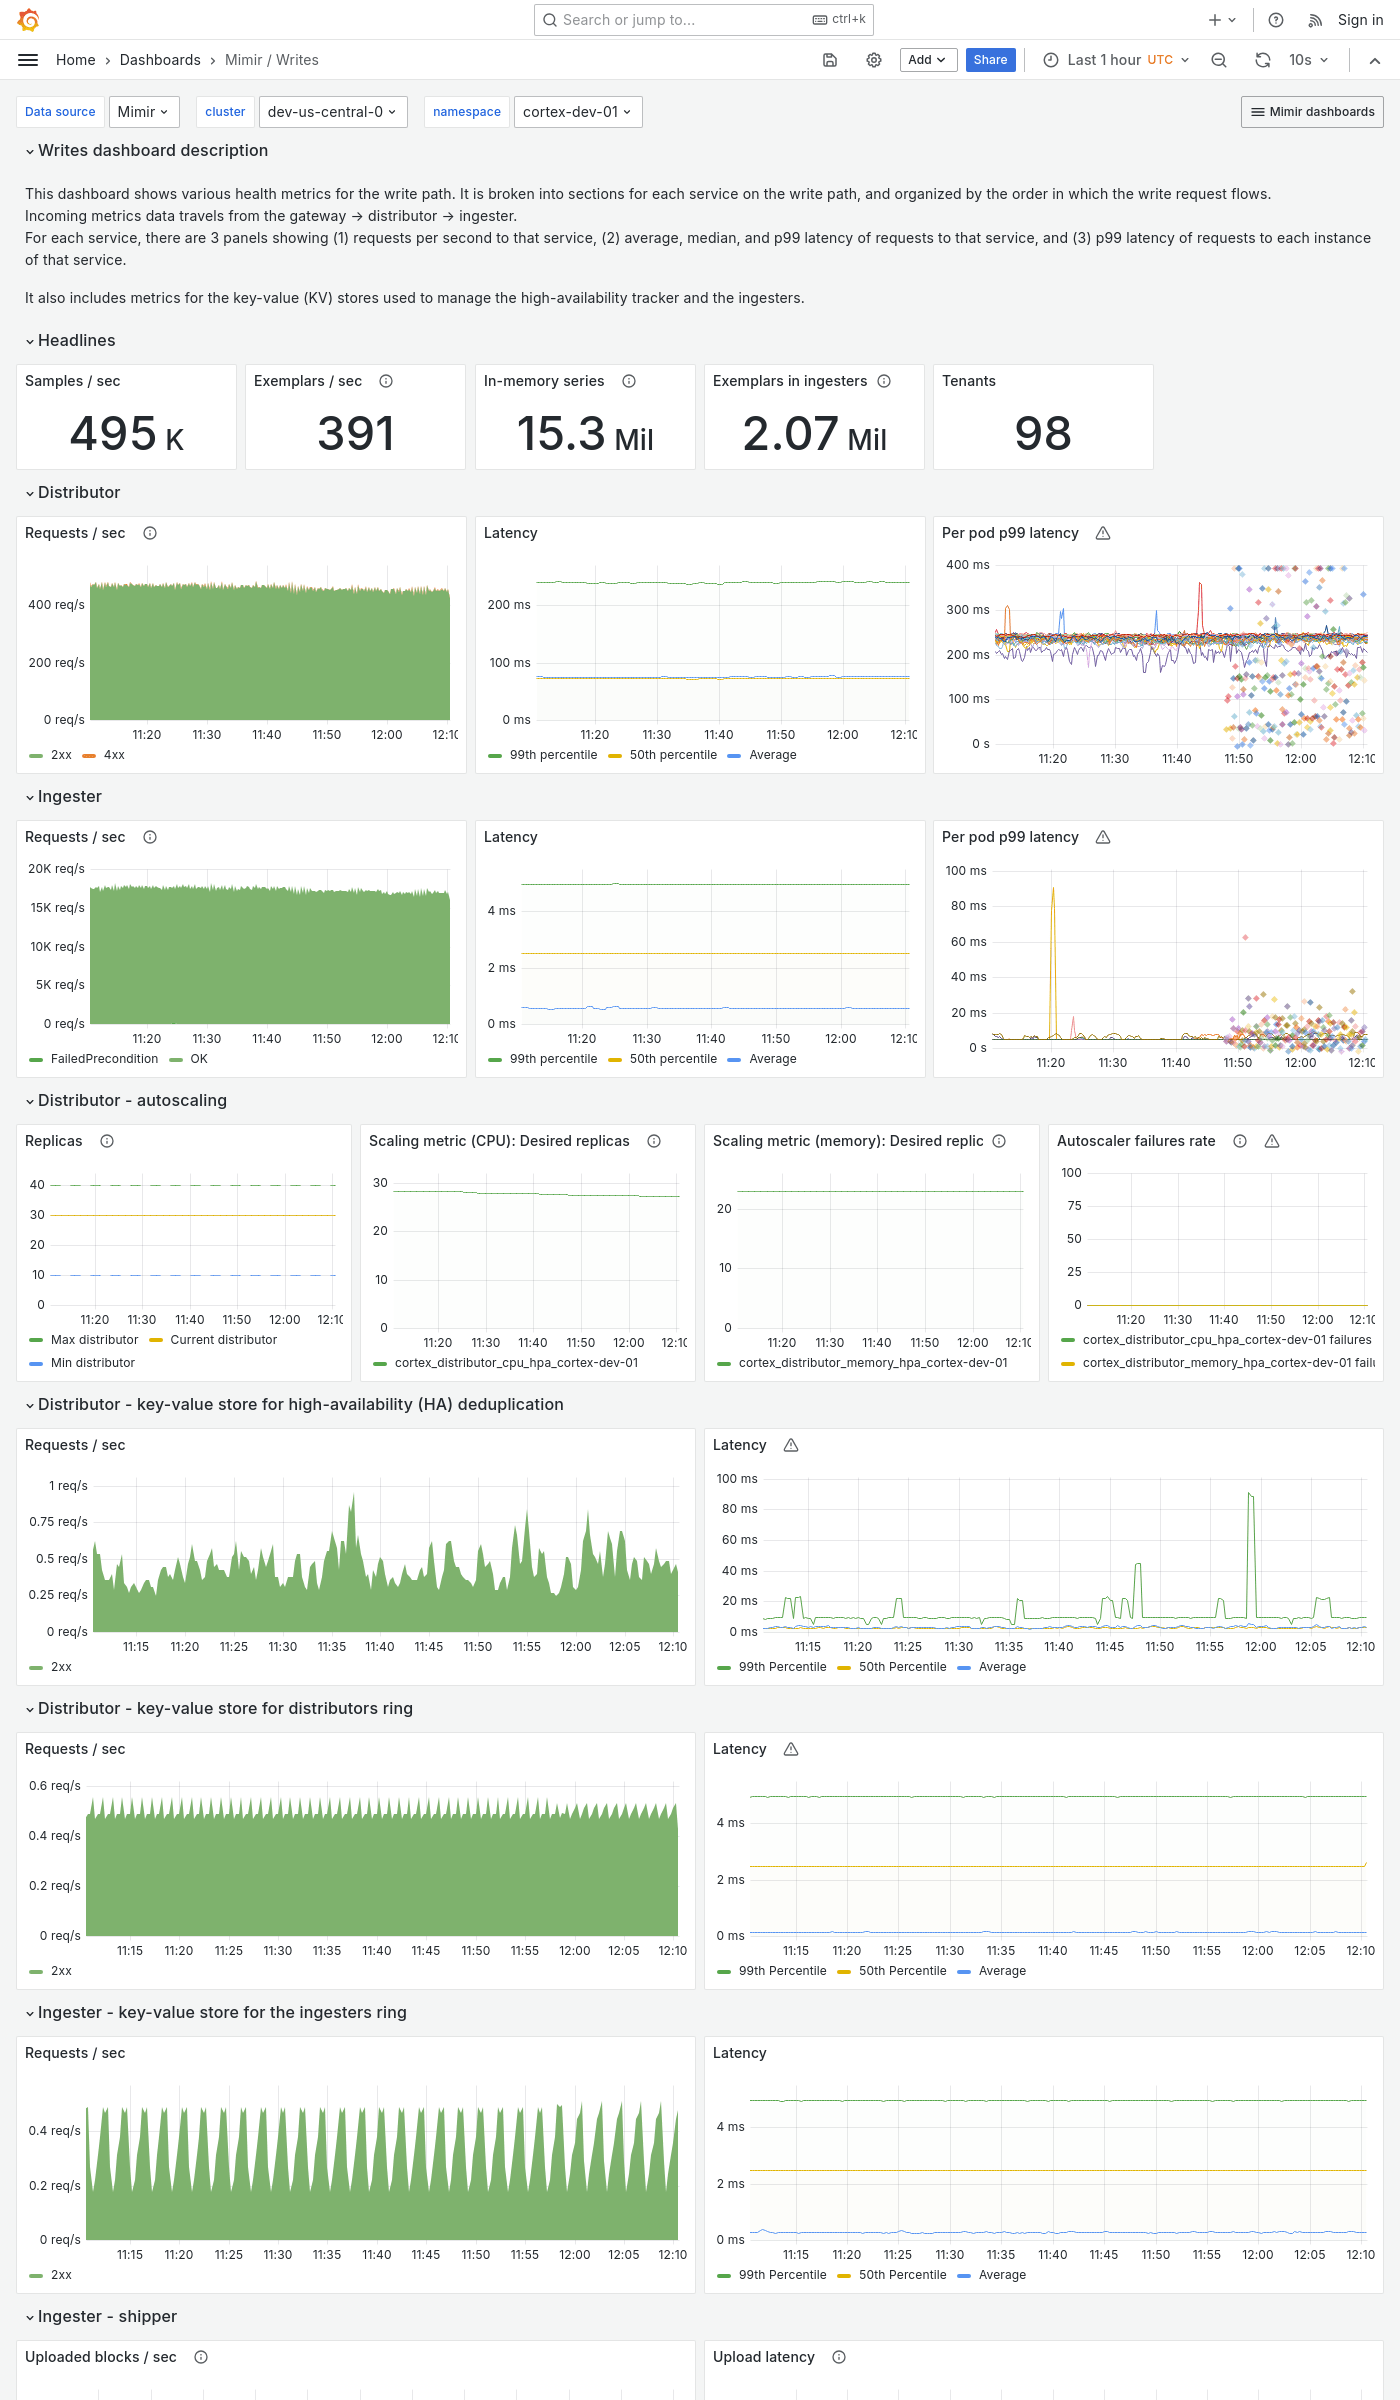 Search or jump to...
ctrl+k
Sign in
Home
Dashboards
Mimir / Writes
Add
Share
Last 1 hour UTC
10s
Data source
Mimir
cluster
dev-us-central-0
namespace
cortex-dev-01
Mimir dashboards
Writes dashboard description
This dashboard shows various health metrics for the write path. It is broken into sections for each service on the write path, and organized by the order in which the write request flows.
Incoming metrics data travels from the gateway → distributor → ingester.
For each service, there are 3 panels showing (1) requests per second to that service, (2) average, median, and p99 latency of requests to that service, and (3) p99 latency of requests to each instance
of that service.
It also includes metrics for the key-value (KV) stores used to manage the high-availability tracker and the ingesters.
Headlines
Samples / sec
495 K
Exemplars / sec
391
In-memory series
15.3 Mil
Exemplars in ingesters
2.07 Mil
Tenants
98
Distributor
Requests / sec
400 req/s
200 req/s
0 req/s
11:20 11:30 11:40 11:50 12:00 12:10
2xx 4xx
Latency
200 ms
100 ms
0 ms
11:20 11:30 11:40 11:50 12:00 12:10
99th percentile 50th percentile Average
Per pod p99 latency
400 ms
300 ms
200 ms
100 ms
0 s
11:20 11:30 11:40 11:50 12:00 12:10
Ingester
Requests / sec
20K req/s
15K req/s
10K req/s
5K req/s
0 req/s
11:20 11:30 11:40 11:50 12:00 12:10
FailedPrecondition OK
Latency
4 ms
2 ms
0 ms
11:20 11:30 11:40 11:50 12:00 12:10
99th percentile 50th percentile Average
Per pod p99 latency
100 ms
80 ms
60 ms
40 ms
20 ms
0 s
11:20 11:30 11:40 11:50 12:00 12:10
Distributor - autoscaling
Replicas
40
30
20
10
0
11:20 11:30 11:40 11:50 12:00 12:10
Max distributor Current distributor
Min distributor
Scaling metric (CPU): Desired replicas
30
20
10
0
11:20 11:30 11:40 11:50 12:00 12:10
cortex_distributor_cpu_hpa_cortex-dev-01
Scaling metric (memory): Desired replic
20
10
0
11:20 11:30 11:40 11:50 12:00 12:10
cortex_distributor_memory_hpa_cortex-dev-01
Autoscaler failures rate
100
75
50
25
0
11:20 11:30 11:40 11:50 12:00 12:10
cortex_distributor_cpu_hpa_cortex-dev-01 failures
cortex_distributor_memory_hpa_cortex-dev-01 failu
Distributor - key-value store for high-availability (HA) deduplication
Requests / sec
1 req/s
0.75 req/s
0.5 req/s
0.25 req/s
0 req/s
11:15 11:20 11:25 11:30 11:35 11:40 11:45 11:50 11:55 12:00 12:05 12:10
2xx
Latency
100 ms
80 ms
60 ms
40 ms
20 ms
0 ms
11:15 11:20 11:25 11:30 11:35 11:40 11:45 11:50 11:55 12:00 12:05 12:10
99th Percentile 50th Percentile Average
Distributor - key-value store for distributors ring
Requests / sec
0.6 req/s
0.4 req/s
0.2 req/s
0 req/s
11:15 11:20 11:25 11:30 11:35 11:40 11:45 11:50 11:55 12:00 12:05 12:10
2xx
Latency
4 ms
2 ms
0 ms
11:15 11:20 11:25 11:30 11:35 11:40 11:45 11:50 11:55 12:00 12:05 12:10
99th Percentile 50th Percentile Average
Ingester - key-value store for the ingesters ring
Requests / sec
0.4 req/s
0.2 req/s
0 req/s
11:15 11:20 11:25 11:30 11:35 11:40 11:45 11:50 11:55 12:00 12:05 12:10
2xx
Latency
4 ms
2 ms
0 ms
11:15 11:20 11:25 11:30 11:35 11:40 11:45 11:50 11:55 12:00 12:05 12:10
99th Percentile 50th Percentile Average
Ingester - shipper
Uploaded blocks / sec
Upload latency